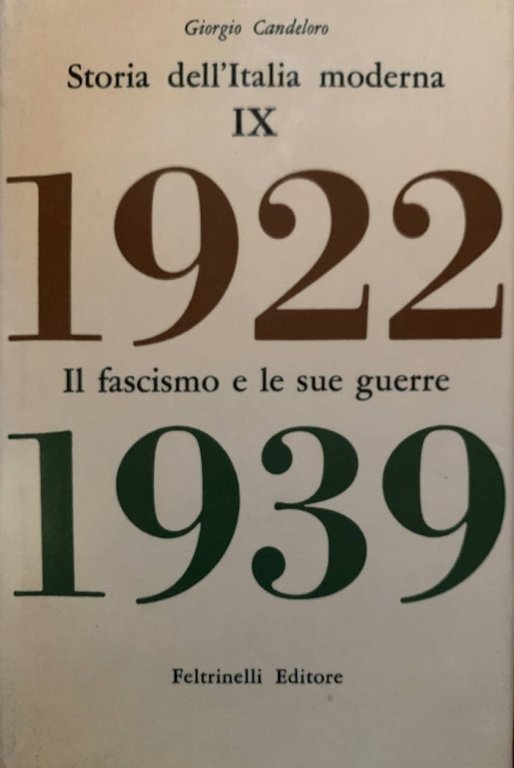 Giorgio Candeloro
Storia dell'Italia moderna
IX
1922
Il fascismo e le sue guerre
1939
Feltrinelli Editore